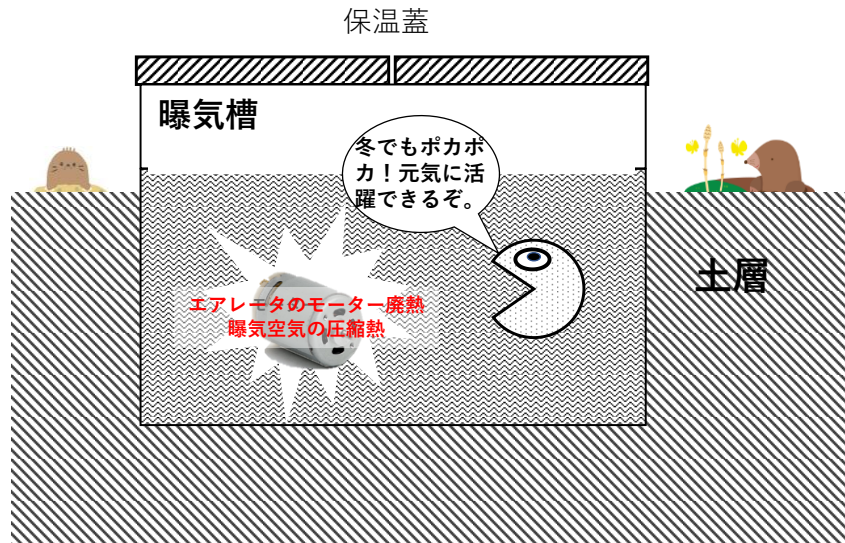 保温蓋
曝気槽
冬でもポカポ
カ！元気に活
躍できるぞ。
エアレータのモーター廃熱
曝気空気の圧縮熱
土層